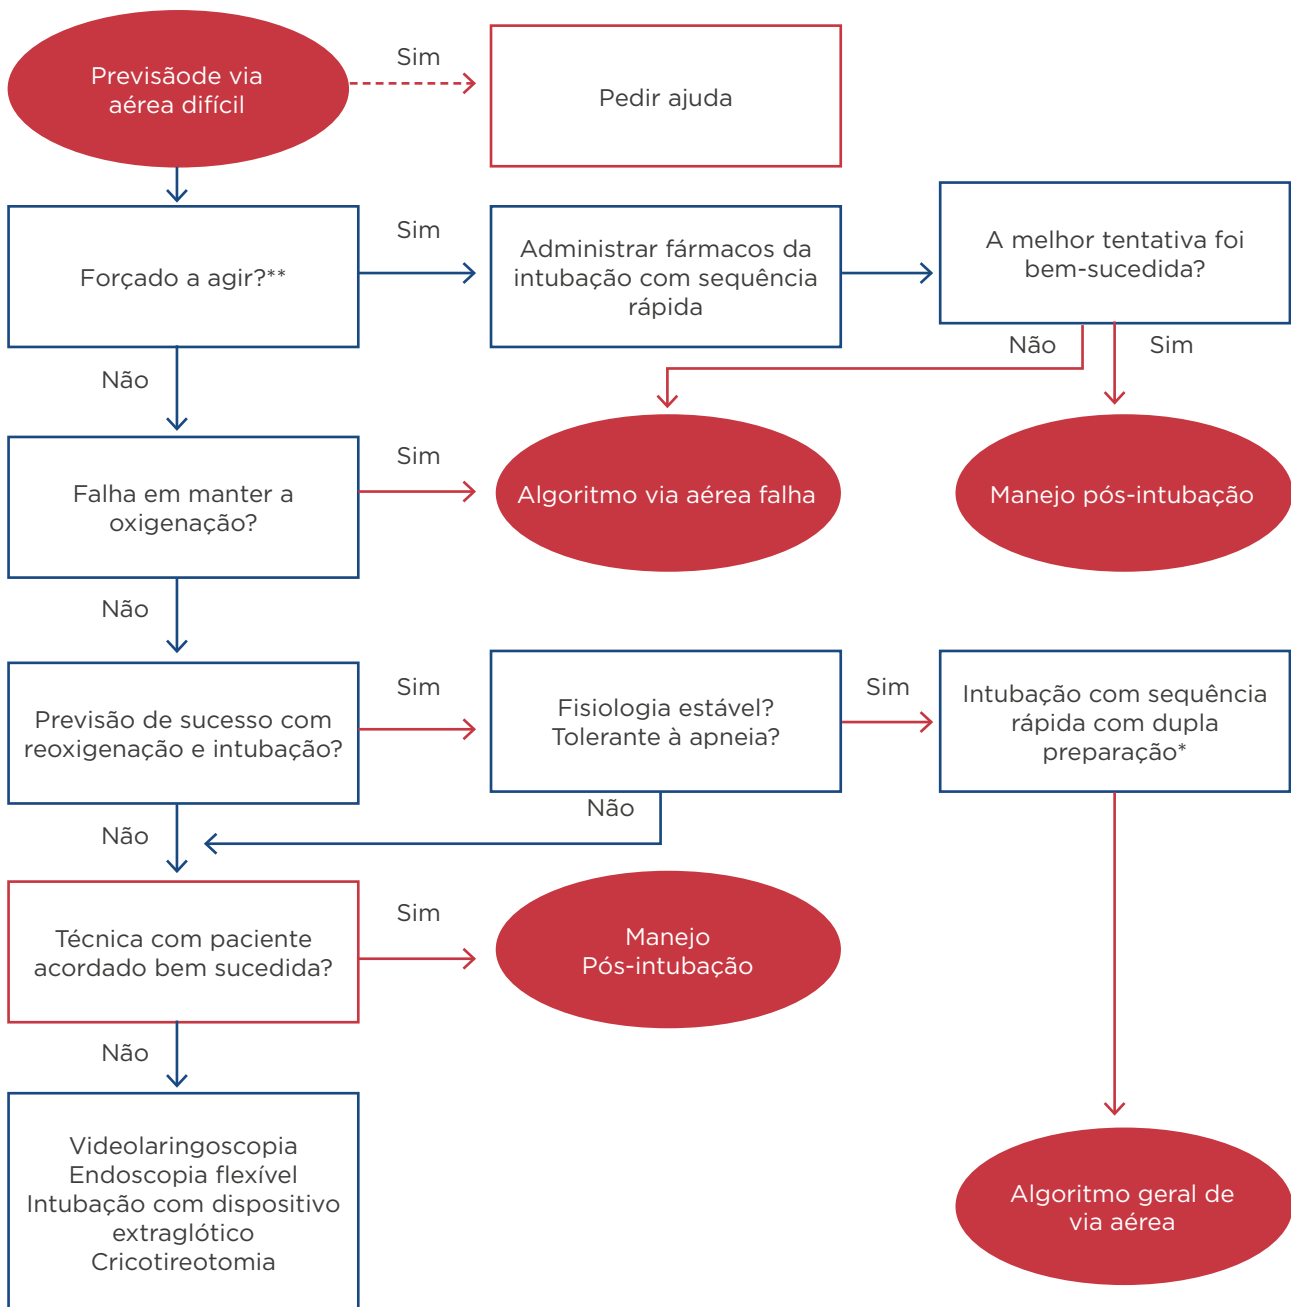 Previsãode via
aérea difícil
Sim
Pedir ajuda
Forçado a agir?**
Sim
Administrar fármacos da
intubação com sequência
rápida
A melhor tentativa foi
bem-sucedida?
Não
Sim
Não
Falha em manter a
oxigenação?
Sim
Algoritmo via aérea falha
Manejo pós-intubação
Não
Previsão de sucesso com
reoxigenação e intubação?
Sim
Fisiologia estável?
Tolerante à apneia?
Sim
Intubação com sequência
rápida com dupla
preparação*
Não
Não
Técnica com paciente
acordado bem sucedida?
Sim
Manejo
Pós-intubação
Não
Videolaringoscopia
Endoscopia flexível
Intubação com dispositivo
extraglótico
Cricotireotomia
Algoritmo geral de
via aérea